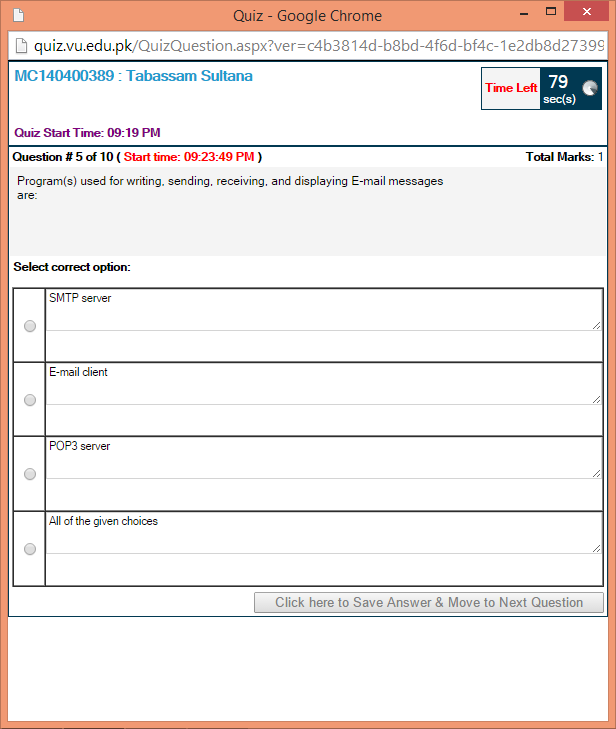 Quiz - Google Chrome
quiz.vu.edu.pk/QuizQuestion.aspx?ver=c4b3814d-b8bd-4f6d-bf4c-1e2db8d27399
MC140400389 : Tabassam Sultana
Time Left 79 sec(s)
Quiz Start Time: 09:19 PM
Question # 5 of 10 ( Start time: 09:23:49 PM ) Total Marks: 1
Program(s) used for writing, sending, receiving, and displaying E-mail messages
are:
Select correct option:
SMTP server
E-mail client
POP3 server
All of the given choices
Click here to Save Answer & Move to Next Question